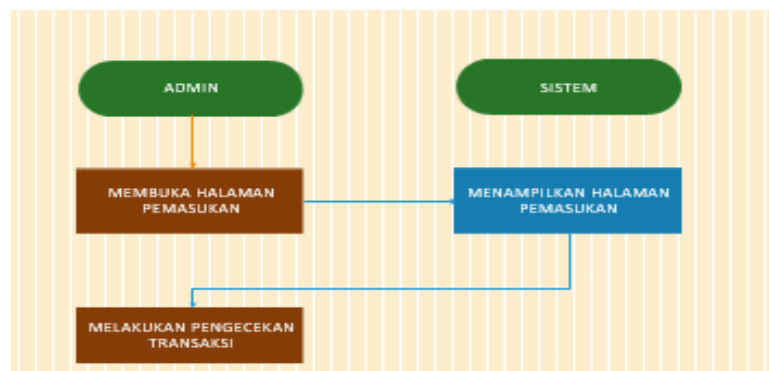 ADMIN
SISTEM
MEMBUKA HALAMAN
PEMASUKAN
MENAMPILKAN HALAMAN
PEMASUKAN
MELAKUKAN PENGECEKAN
TRANSAKSI